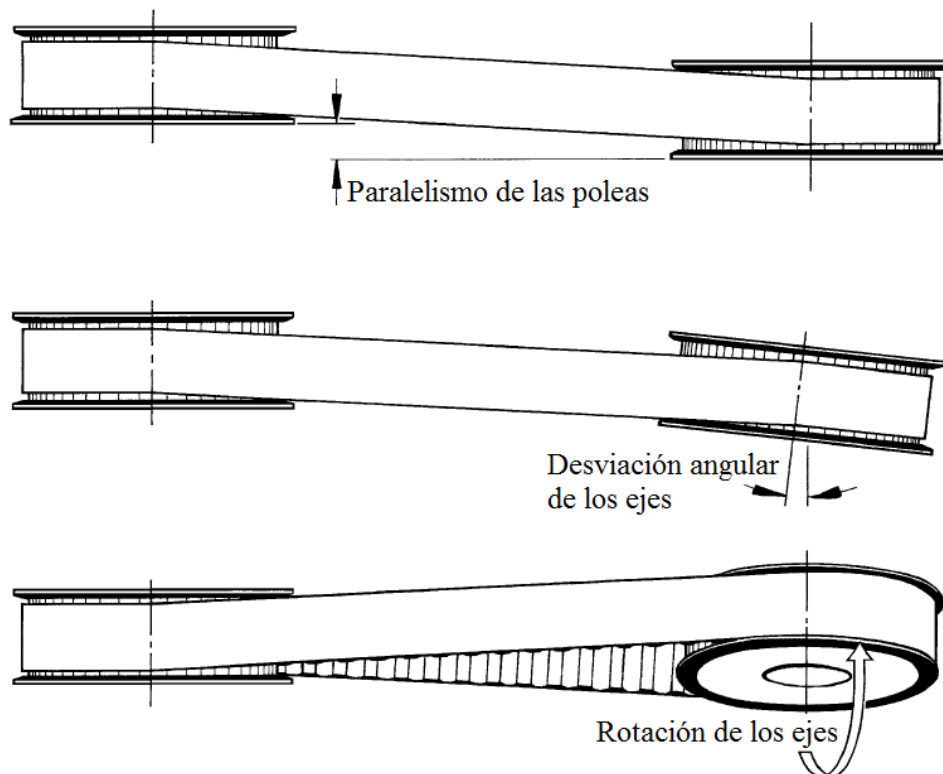 Paralelismo de las poleas
Desviación angular
de los ejes
Rotación de los ejes